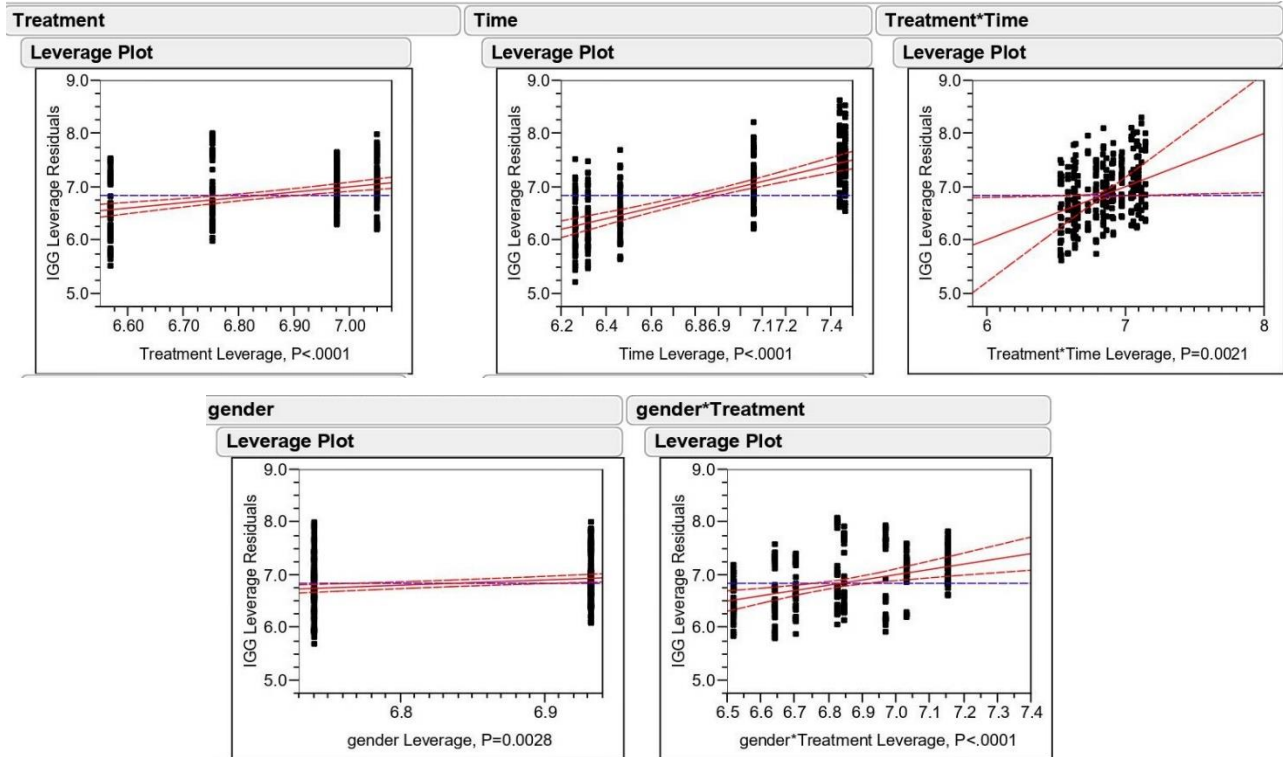 Treatment
Leverage Plot
IGG Leverage Residuals
9.0
8.0
7.0
6.0
5.0
6.60 6.70 6.80 6.90 7.00
Treatment Leverage, P<.0001
Time
Leverage Plot
IGG Leverage Residuals
9.0
8.0
7.0
6.0
5.0
6.2 6.4 6.6 6.86.9 7.17.2 7.4
Time Leverage, P<.0001
Treatment*Time
Leverage Plot
IGG Leverage Residuals
9.0
8.0
7.0
6.0
5.0
6 7 8
Treatment*Time Leverage, P=0.0021
gender
Leverage Plot
IGG Leverage Residuals
9.0
8.0
7.0
6.0
5.0
6.8 6.9
gender Leverage, P=0.0028
gender*Treatment
Leverage Plot
IGG Leverage Residuals
9.0
8.0
7.0
6.0
5.0
6.5 6.6 6.7 6.8 6.9 7.0 7.1 7.2 7.3 7.4
gender*Treatment Leverage, P<.0001